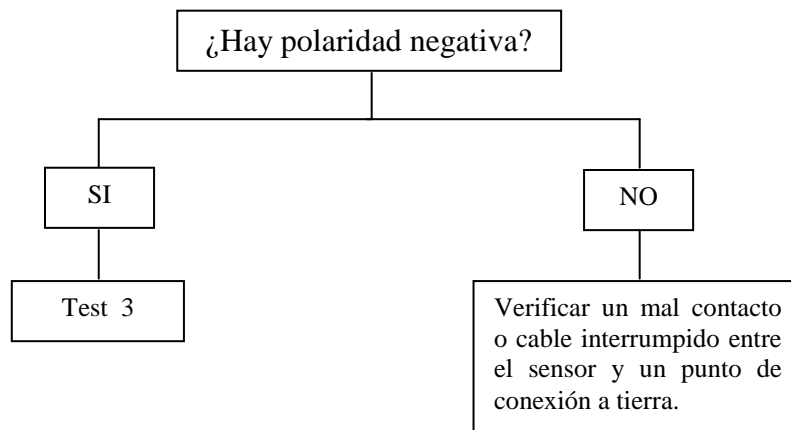 ¿Hay polaridad negativa?
SI
NO
Test 3
Verificar un mal contacto
o cable interrumpido entre
el sensor y un punto de
conexión a tierra.